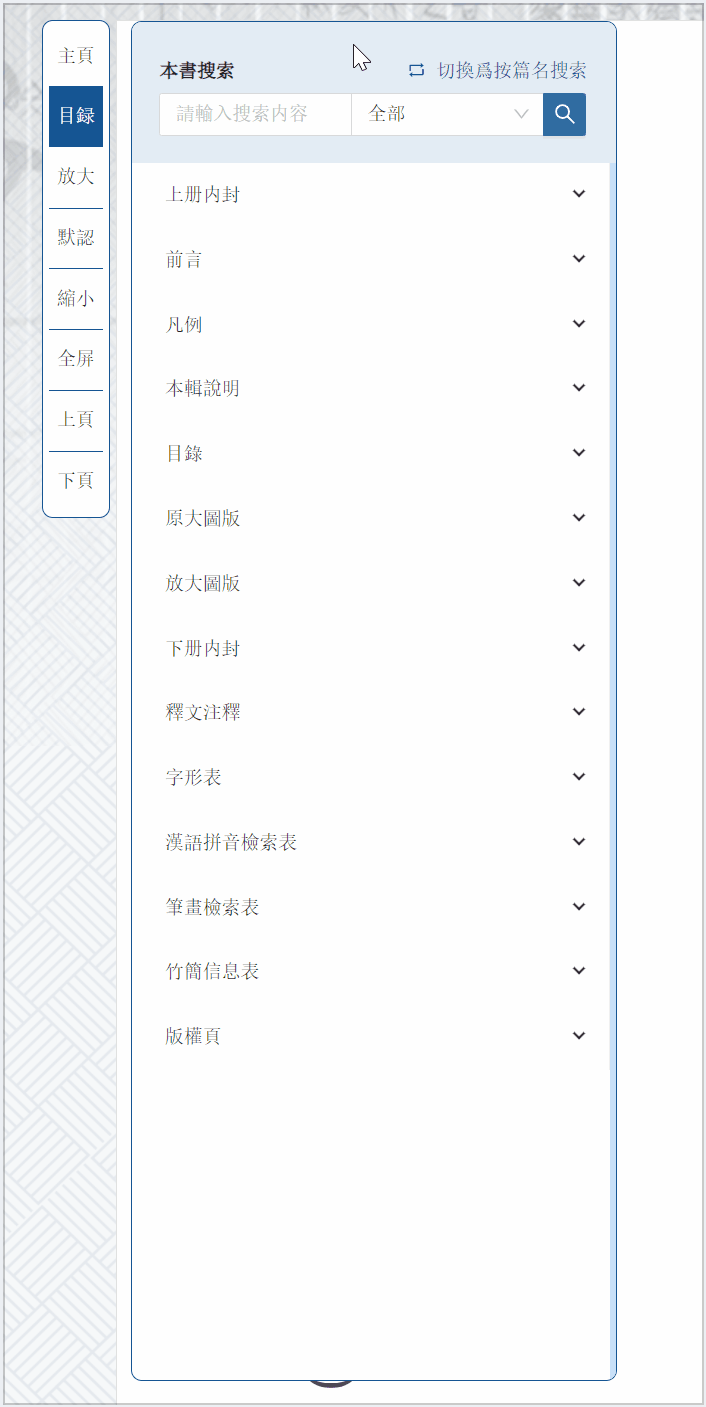 主頁
目録
放大
默認
縮小
全屏
上頁
下頁
本書搜索
切換爲按篇名搜索
請輸入搜索内容
全部
上册内封
前言
凡例
本輯說明
目錄
原大圖版
放大圖版
下册内封
釋文注釋
字形表
漢語拼音檢索表
筆畫檢索表
竹簡信息表
版權頁